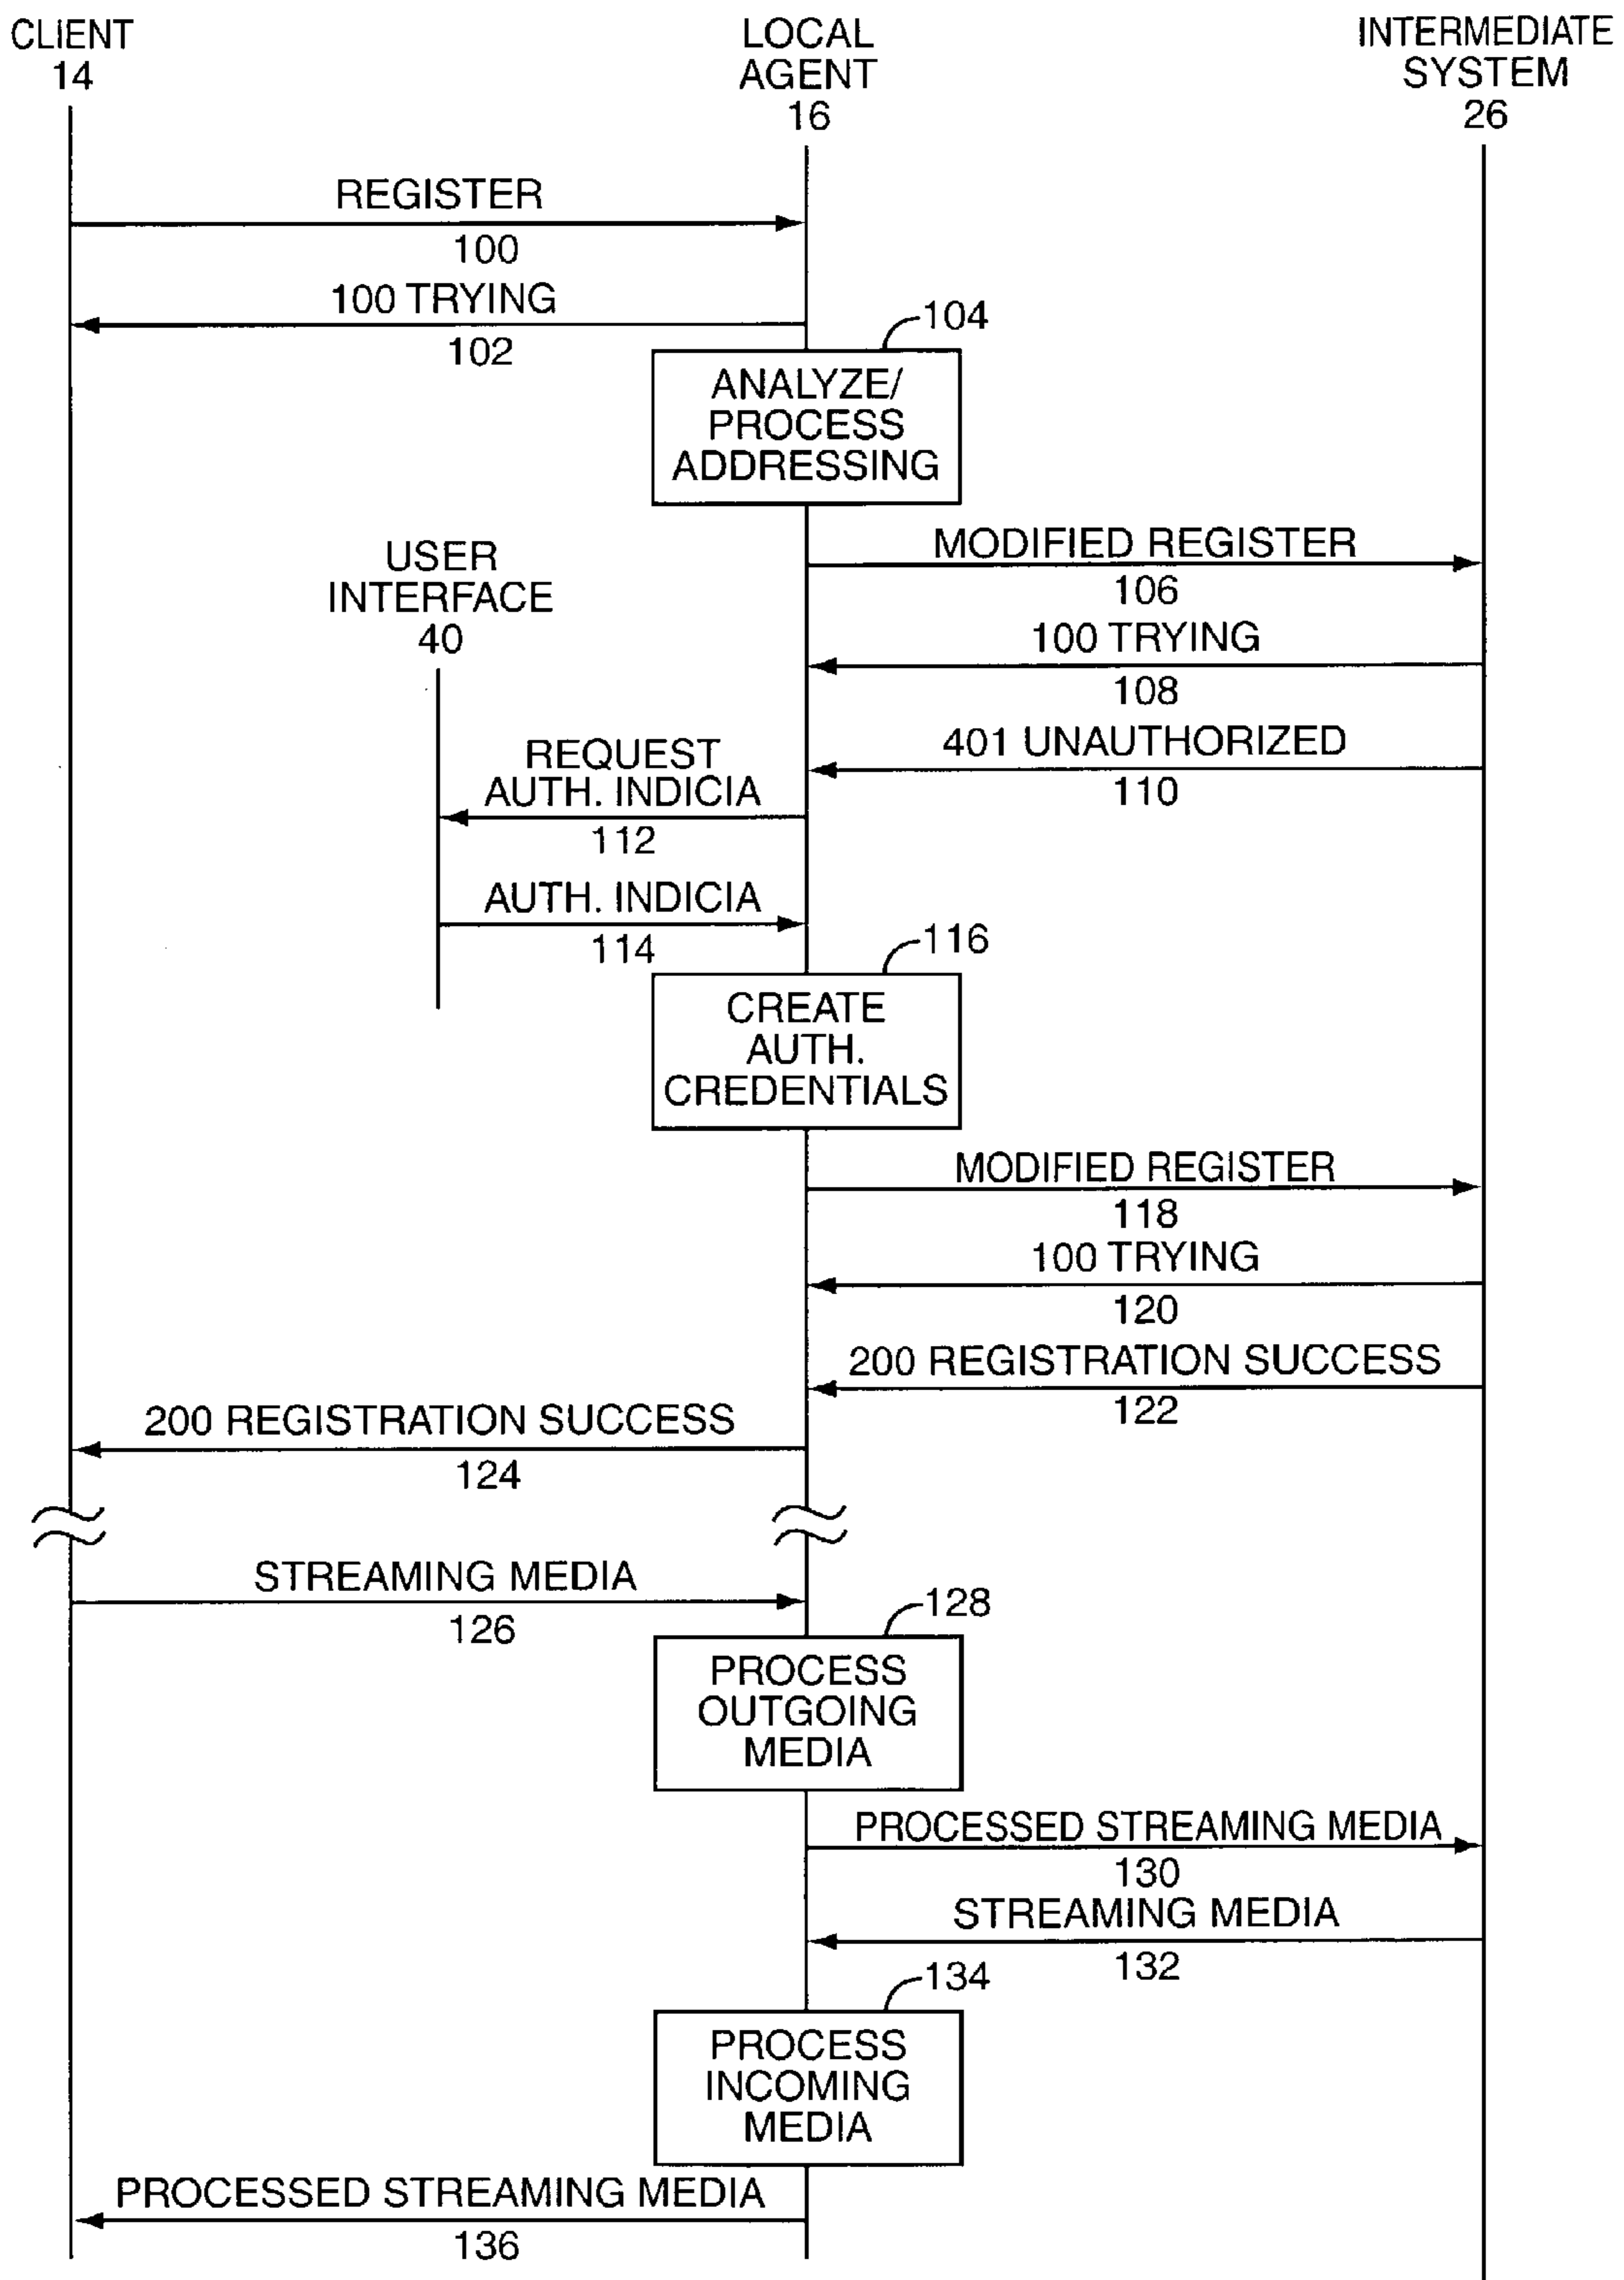 CLIENT
14
LOCAL
AGENT
16
INTERMEDIATE
SYSTEM
26
REGISTER
100
100 TRYING
102
104
ANALYZE/
PROCESS
ADDRESSING
MODIFIED REGISTER
106
USER
INTERFACE
40
100 TRYING
108
401 UNAUTHORIZED
110
REQUEST
AUTH. INDICIA
112
AUTH. INDICIA
114
116
CREATE
AUTH.
CREDENTIALS
MODIFIED REGISTER
118
100 TRYING
120
200 REGISTRATION SUCCESS
122
200 REGISTRATION SUCCESS
124
STREAMING MEDIA
126
128
PROCESS
OUTGOING
MEDIA
PROCESSED STREAMING MEDIA
130
STREAMING MEDIA
132
134
PROCESS
INCOMING
MEDIA
PROCESSED STREAMING MEDIA
136